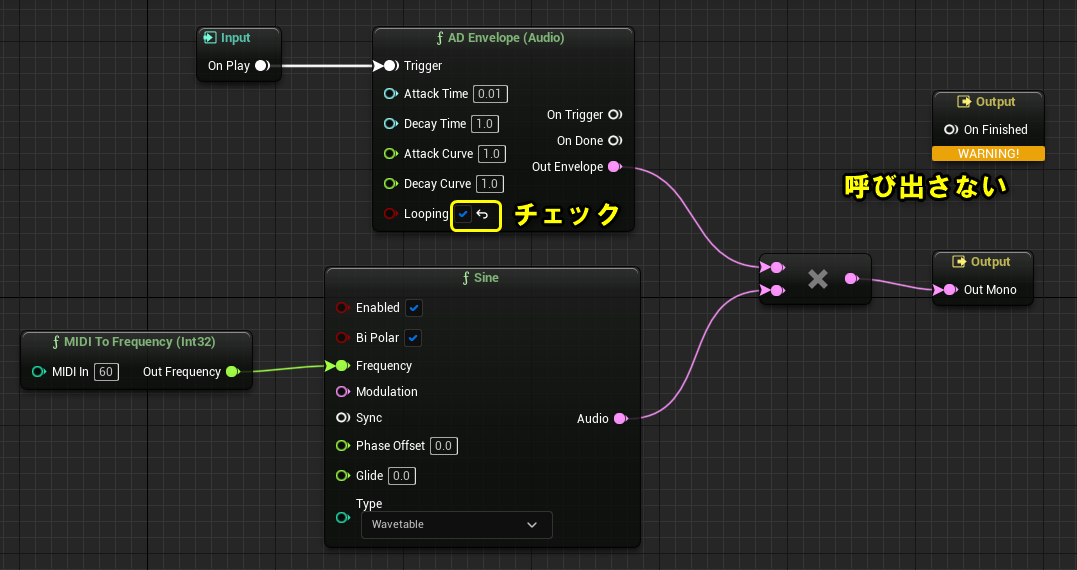 Input
On Play
ƒ AD Envelope (Audio)
Trigger
Attack Time 0.01
Decay Time 1.0
Attack Curve 1.0
Decay Curve 1.0
Looping
チェック
On Trigger
On Done
Out Envelope
Output
On Finished
WARNING!
呼び出さない
ƒ MIDI To Frequency (Int32)
MIDI In 60
Out Frequency
ƒ Sine
Enabled
Bi Polar
Frequency
Modulation
Sync
Phase Offset 0.0
Glide 0.0
Type
Wavetable
Audio
Output
Out Mono